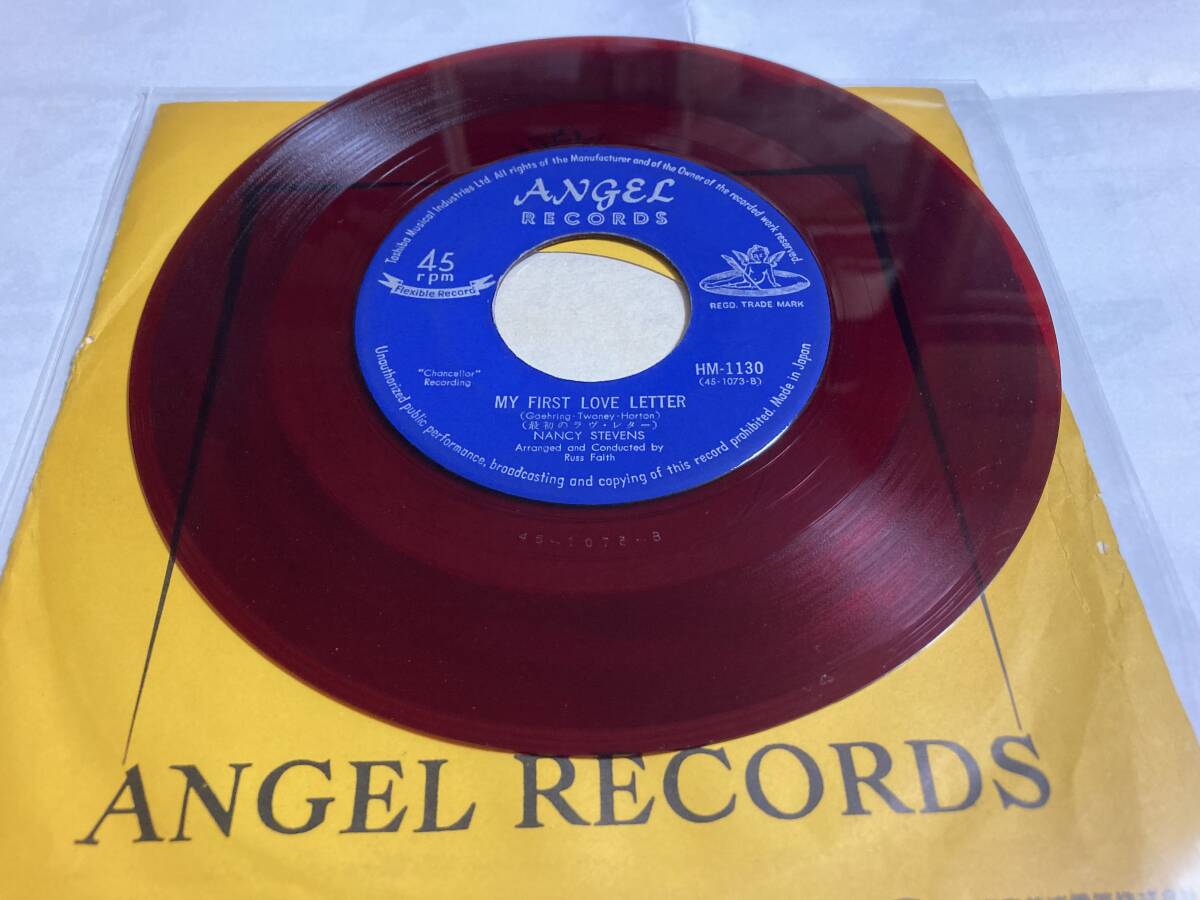 Toshiba Musical Industries Ltd. All rights of the Manufacturer and of the Owner of the recorded work reserved.
ANGEL
RECORDS
45
rpm
Flexible Record
REGD. TRADE MARK
"Chancellor"
Recording
HM-1130
(45-1073-B)
MY FIRST LOVE LETTER
(Goehring-Twoney-Horton)
(最初のラヴ・レター)
NANCY STEVENS
Arranged and Conducted by
Russ Faith
Unauthorized public performance, broadcasting and copying of this record prohibited. Made in Japan
45-1073-B
ANGEL RECORDS